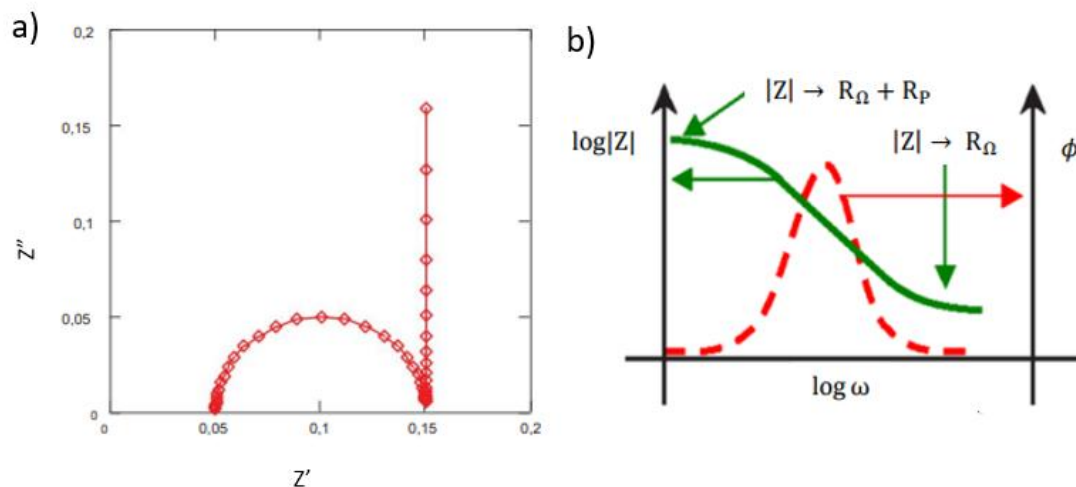 a)
0,2
0,15
0,1
0,05
0
Z″
0
0,05
0,1
0,15
0,2
Z’
b)
|Z| → RΩ + RP
log|Z|
|Z| → RΩ
ϕ
log ω